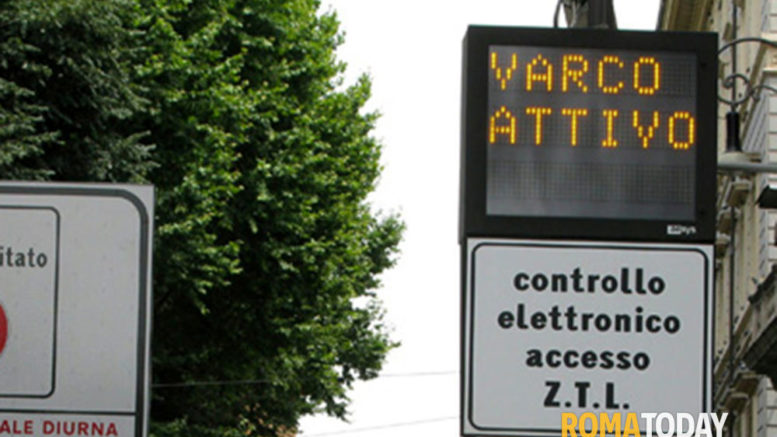 VARCO
ATTIVO
controllo
elettronico
accesso
Z.T.L.
itato
ALE DIURNA
ROMATODAY